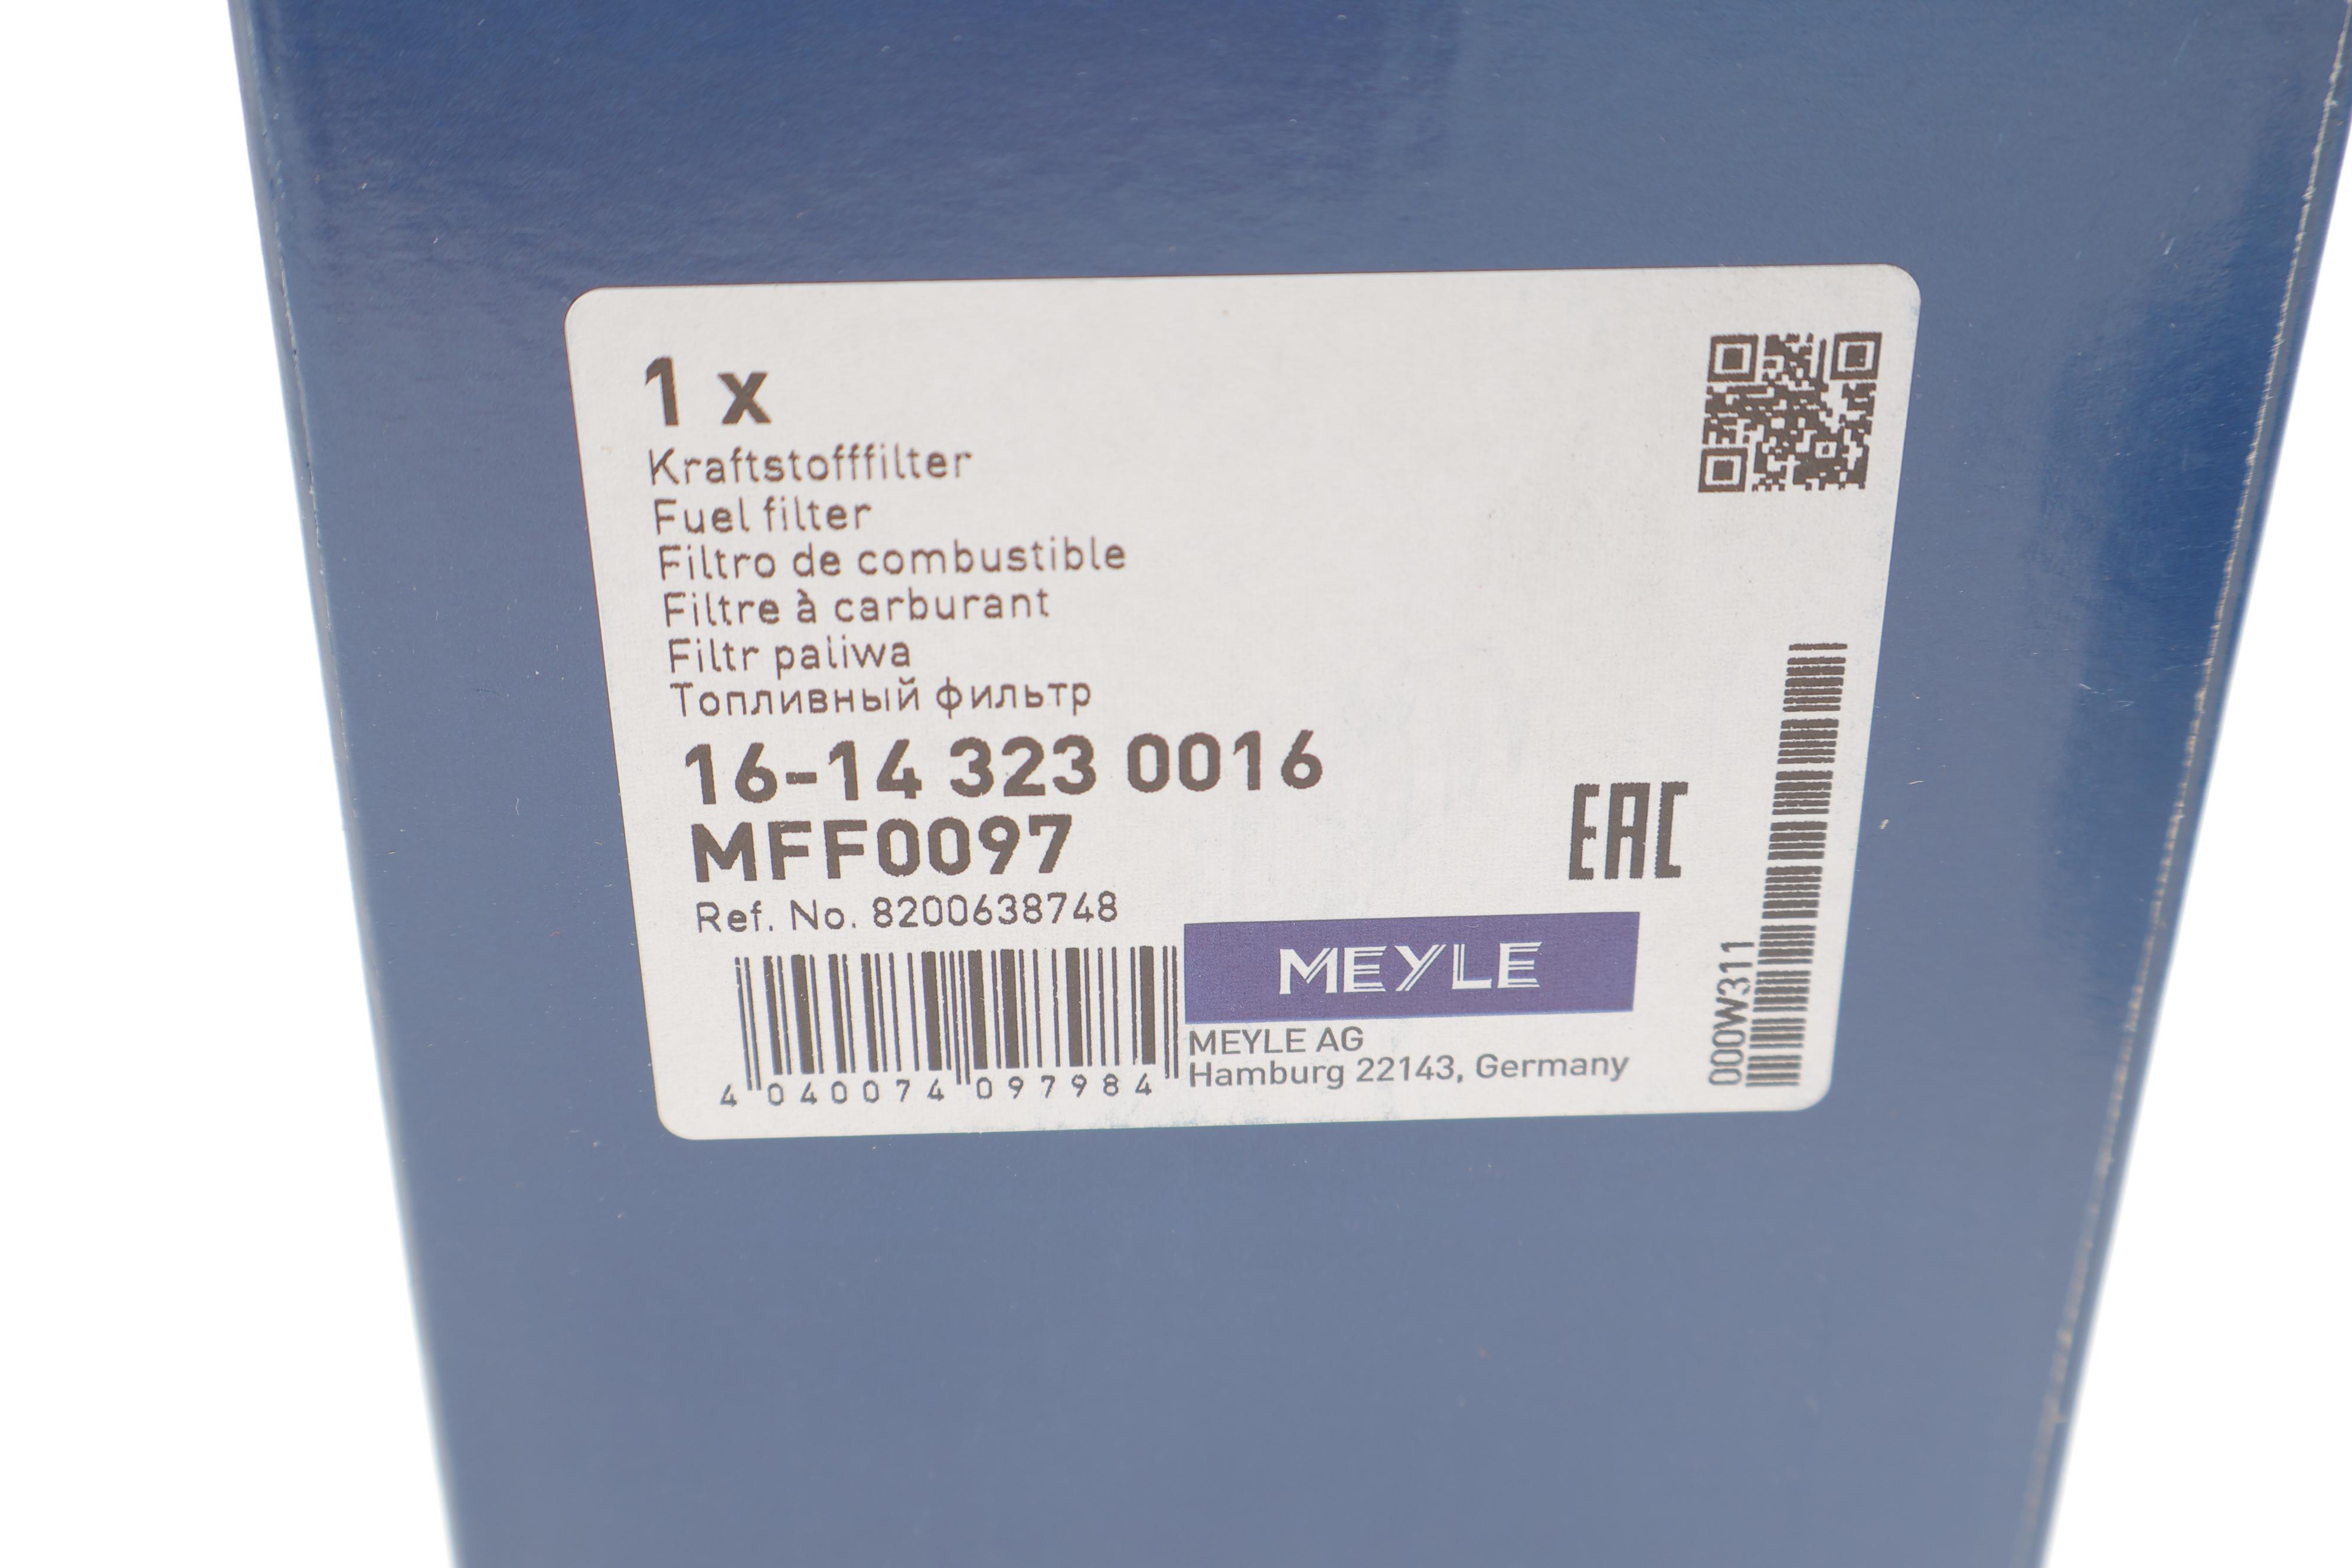 1 x
Kraftstofffilter
Fuel filter
Filtro de combustible
Filtre à carburant
Filtr paliwa
Топливный фильтр
16-14 323 0016
MFF0097
Ref. No. 8200638748
4 040074 097984
EAC
MEYLE
MEYLE AG
Hamburg 22143, Germany
000W311